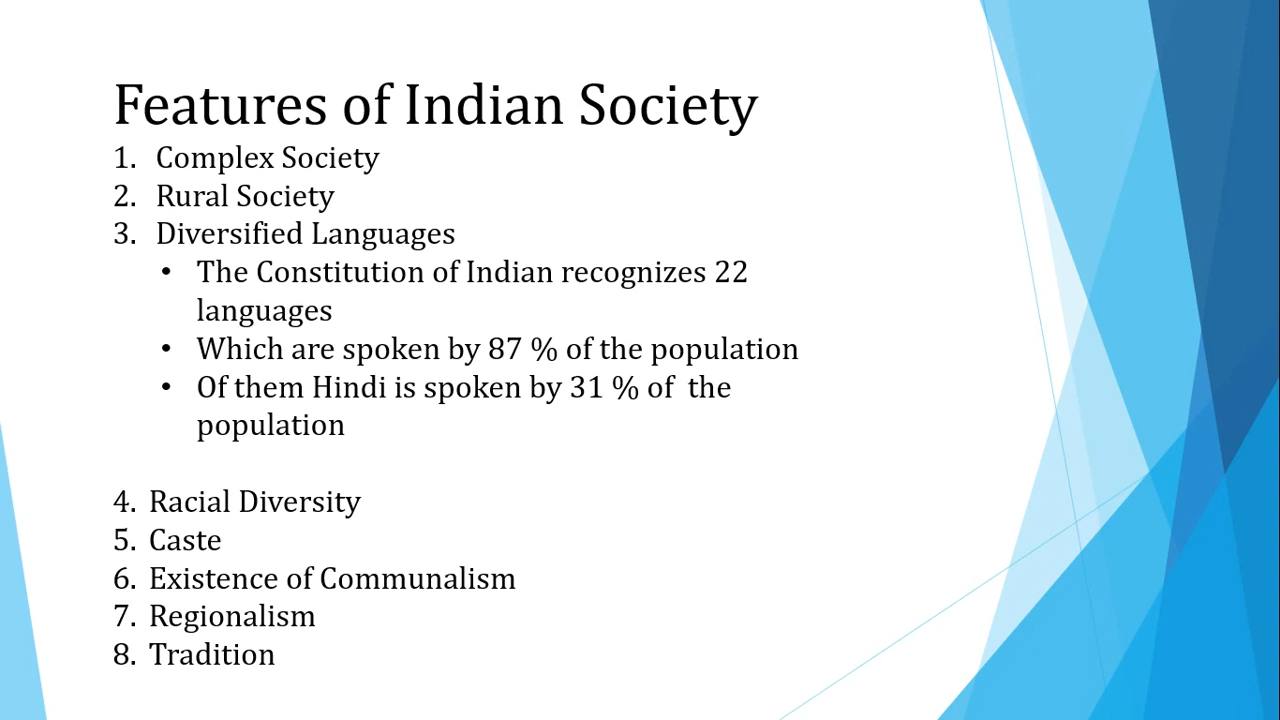 Features of Indian Society
1. Complex Society
2. Rural Society
3. Diversified Languages
• The Constitution of Indian recognizes 22
languages
• Which are spoken by 87 % of the population
• Of them Hindi is spoken by 31 % of  the
population
4. Racial Diversity
5. Caste
6. Existence of Communalism
7. Regionalism
8. Tradition